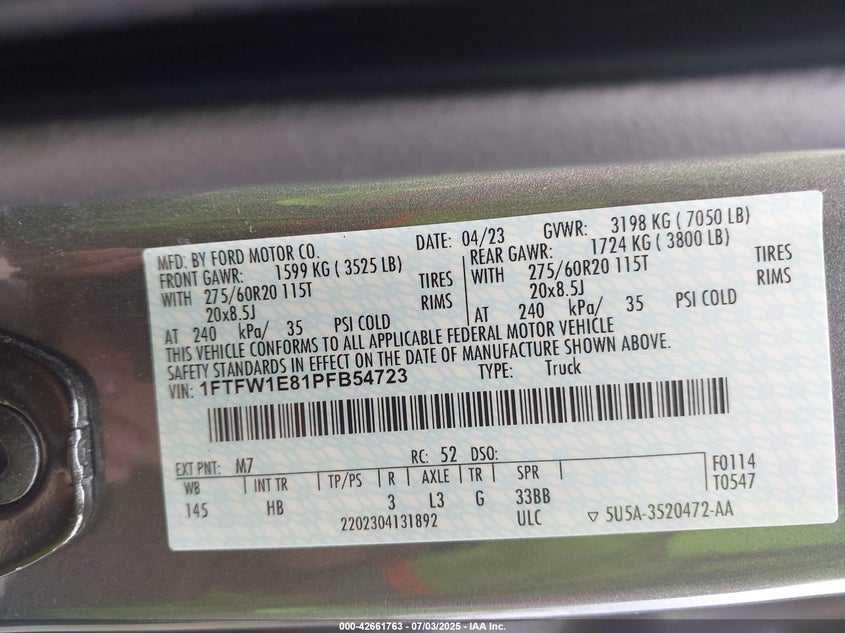 MFD. BY FORD MOTOR CO. DATE: 04/23 GVWR: 3198 KG ( 7050 LB)
FRONT GAWR: 1599 KG ( 3525 LB) REAR GAWR: 1724 KG ( 3800 LB)
WITH 275/60R20 115T TIRES WITH 275/60R20 115T TIRES
20x8.5J RIMS 20x8.5J RIMS
AT 240 kPa/ 35 PSI COLD AT 240 kPa/ 35 PSI COLD
THIS VEHICLE CONFORMS TO ALL APPLICABLE FEDERAL MOTOR VEHICLE
SAFETY STANDARDS IN EFFECT ON THE DATE OF MANUFACTURE SHOWN ABOVE.
VIN: 1FTFW1E81PFB54723 TYPE: Truck
EXT PNT: M7 RC: 52 DSO:
WB INT TR TP/PS R AXLE TR SPR F0114
145 HB 3 L3 G 33BB T0547
2202304131892 ULC ▽ 5U5A-3520472-AA
000-42661763 - 07/03/2025 - IAA Inc.